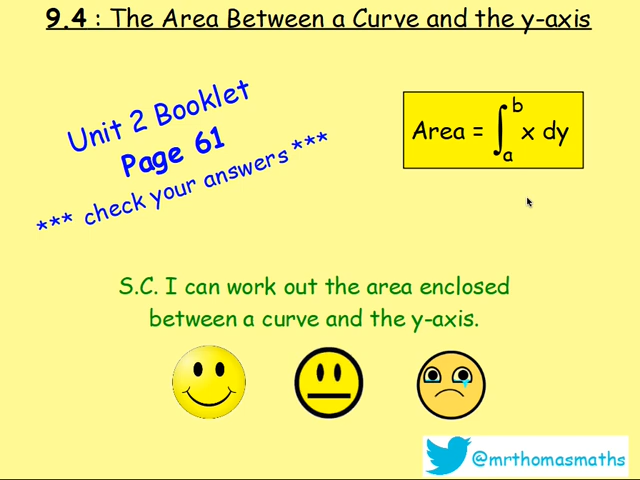 9.4 : The Area Between a Curve and the y-axis
Unit 2 Booklet
Page 61
*** check your answers ***
Area = ∫ₐᵇ x dy
S.C. I can work out the area enclosed
between a curve and the y-axis.
@mrthomasmaths